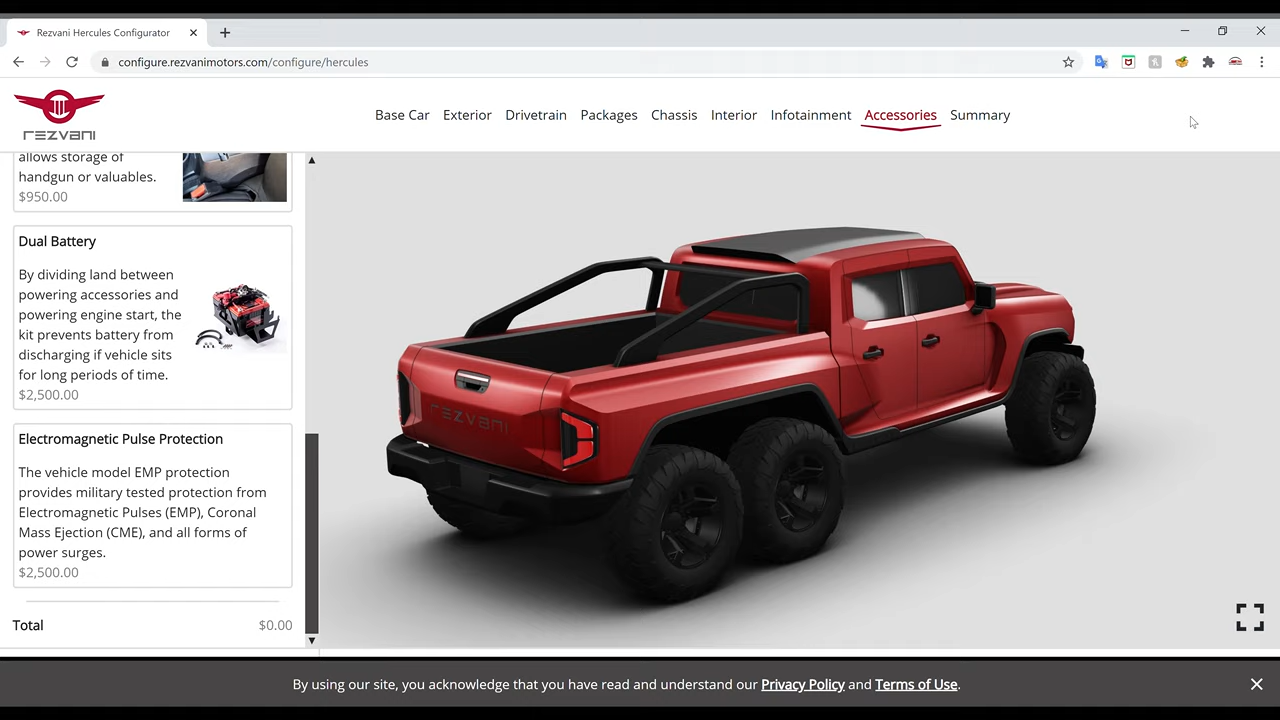 Rezvani Hercules Configurator
configure.rezvanimotors.com/configure/hercules
REZVANI
Base Car Exterior Drivetrain Packages Chassis Interior Infotainment Accessories Summary
allows storage of
handgun or valuables.
$950.00
Dual Battery
By dividing land between
powering accessories and
powering engine start, the
kit prevents battery from
discharging if vehicle sits
for long periods of time.
$2,500.00
Electromagnetic Pulse Protection
The vehicle model EMP protection
provides military tested protection from
Electromagnetic Pulses (EMP), Coronal
Mass Ejection (CME), and all forms of
power surges.
$2,500.00
Total $0.00
REZVANI
By using our site, you acknowledge that you have read and understand our Privacy Policy and Terms of Use.